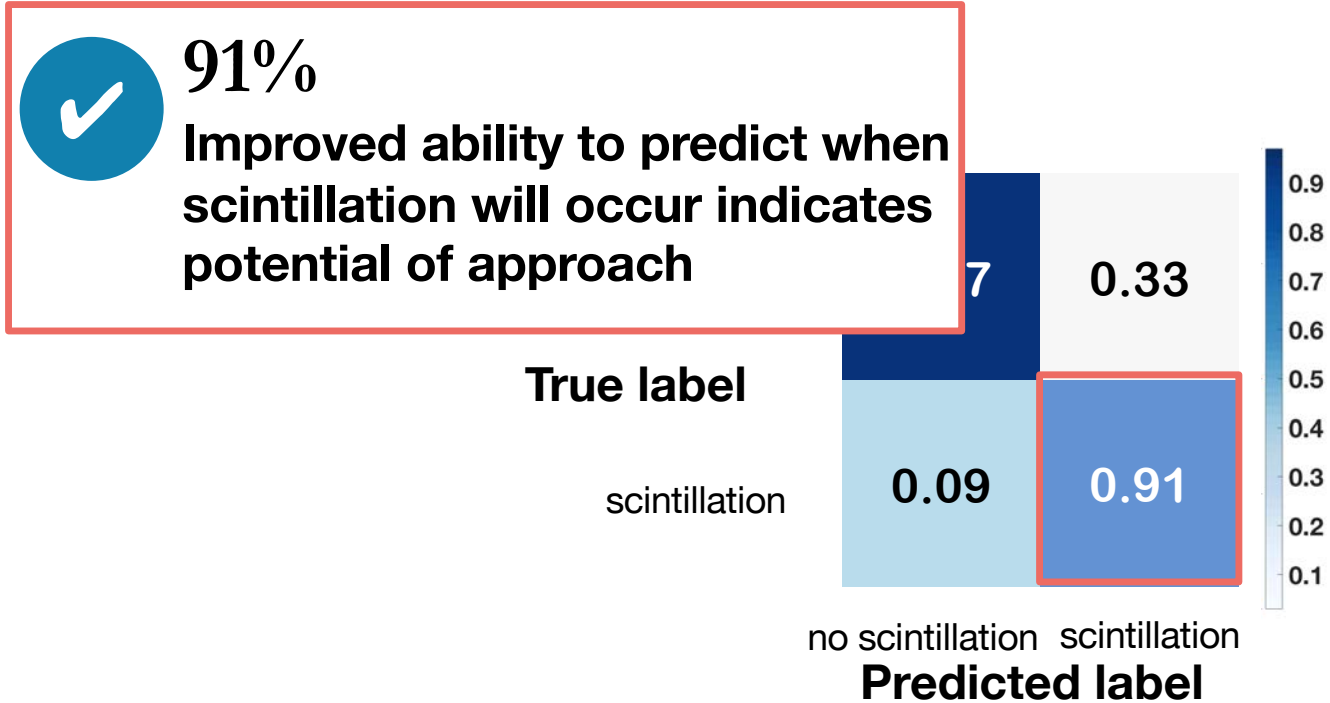 ✔ 91%
Improved ability to predict when
scintillation will occur indicates
potential of approach
7 0.33
0.9
0.8
0.7
0.6
0.5
0.4
0.3
0.2
0.1
True label
scintillation 0.09 0.91
no scintillation scintillation
Predicted label